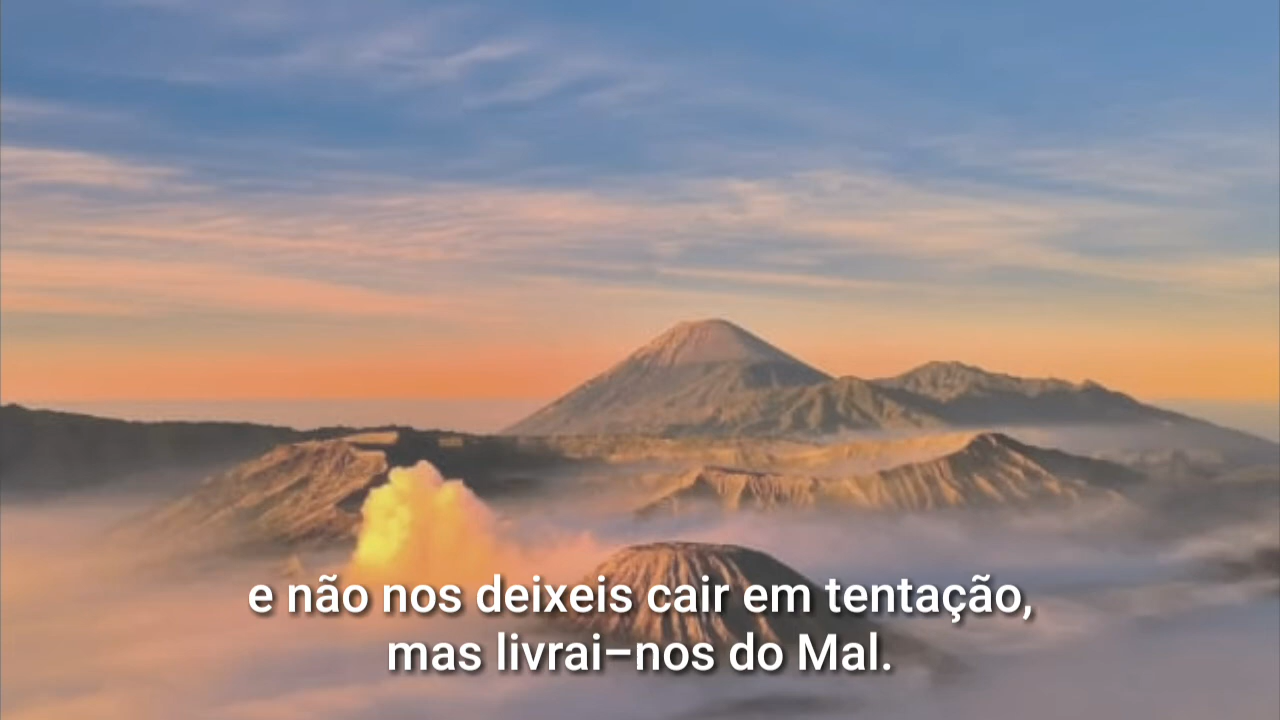 e não nos deixeis cair em tentação,
mas livrai–nos do Mal.